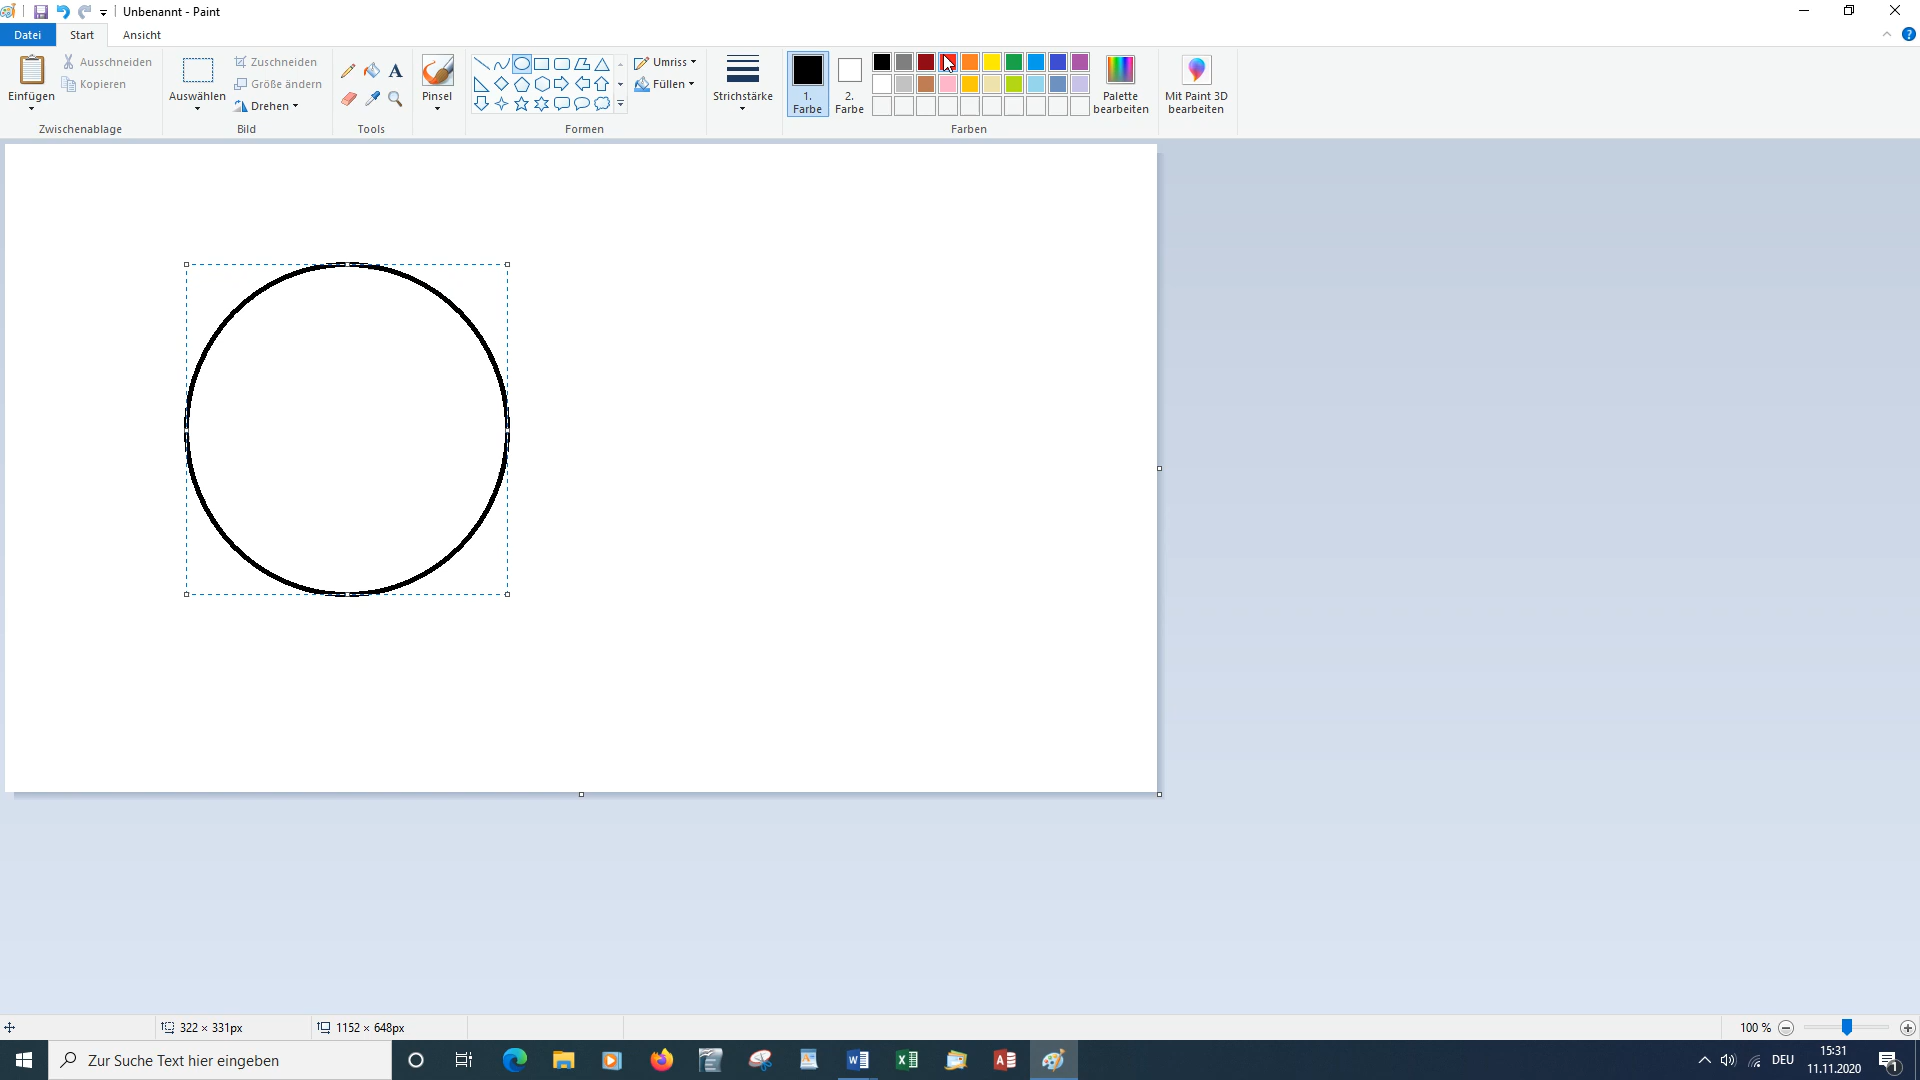 Unbenannt - Paint
Datei
Start
Ansicht
Einfügen
Ausschneiden
Kopieren
Zwischenablage
Auswählen
Zuschneiden
Größe ändern
Drehen
Bild
A
Tools
Pinsel
Formen
Umriss
Füllen
Strichstärke
1.
Farbe
2.
Farbe
Farben
Palette
bearbeiten
Mit Paint 3D
bearbeiten
322 × 331px
1152 × 648px
100 %
Zur Suche Text hier eingeben
DEU
15:31
11.11.2020
1